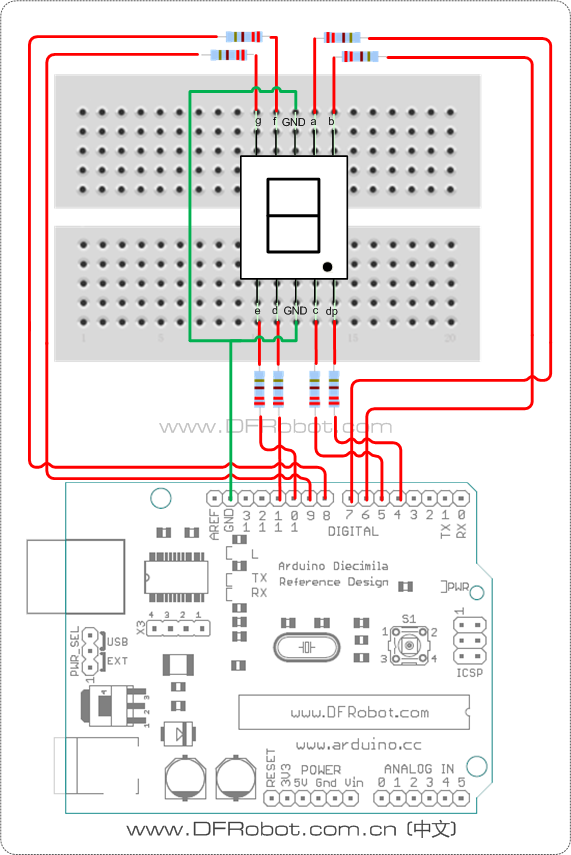 g f GND a b
e d GND c dp
1 5 15 20
www.DFRobot.com
AREF GND 13 12 11 10 9 8 7 6 5 4 3 2 TX 1 RX 0
DIGITAL
L
TX
RX
Arduino Diecimila
Reference Design
PWR
X3
4 3 2 1
PWR_SEL
USB
EXT
1
4
1 2 3
S1
1 2
3 4
1
ICSP
www.DFRobot.com
www.arduino.cc
RESET 3V3 5V Gnd Vin
POWER
ANALOG IN
0 1 2 3 4 5
www.DFRobot.com.cn (中文)